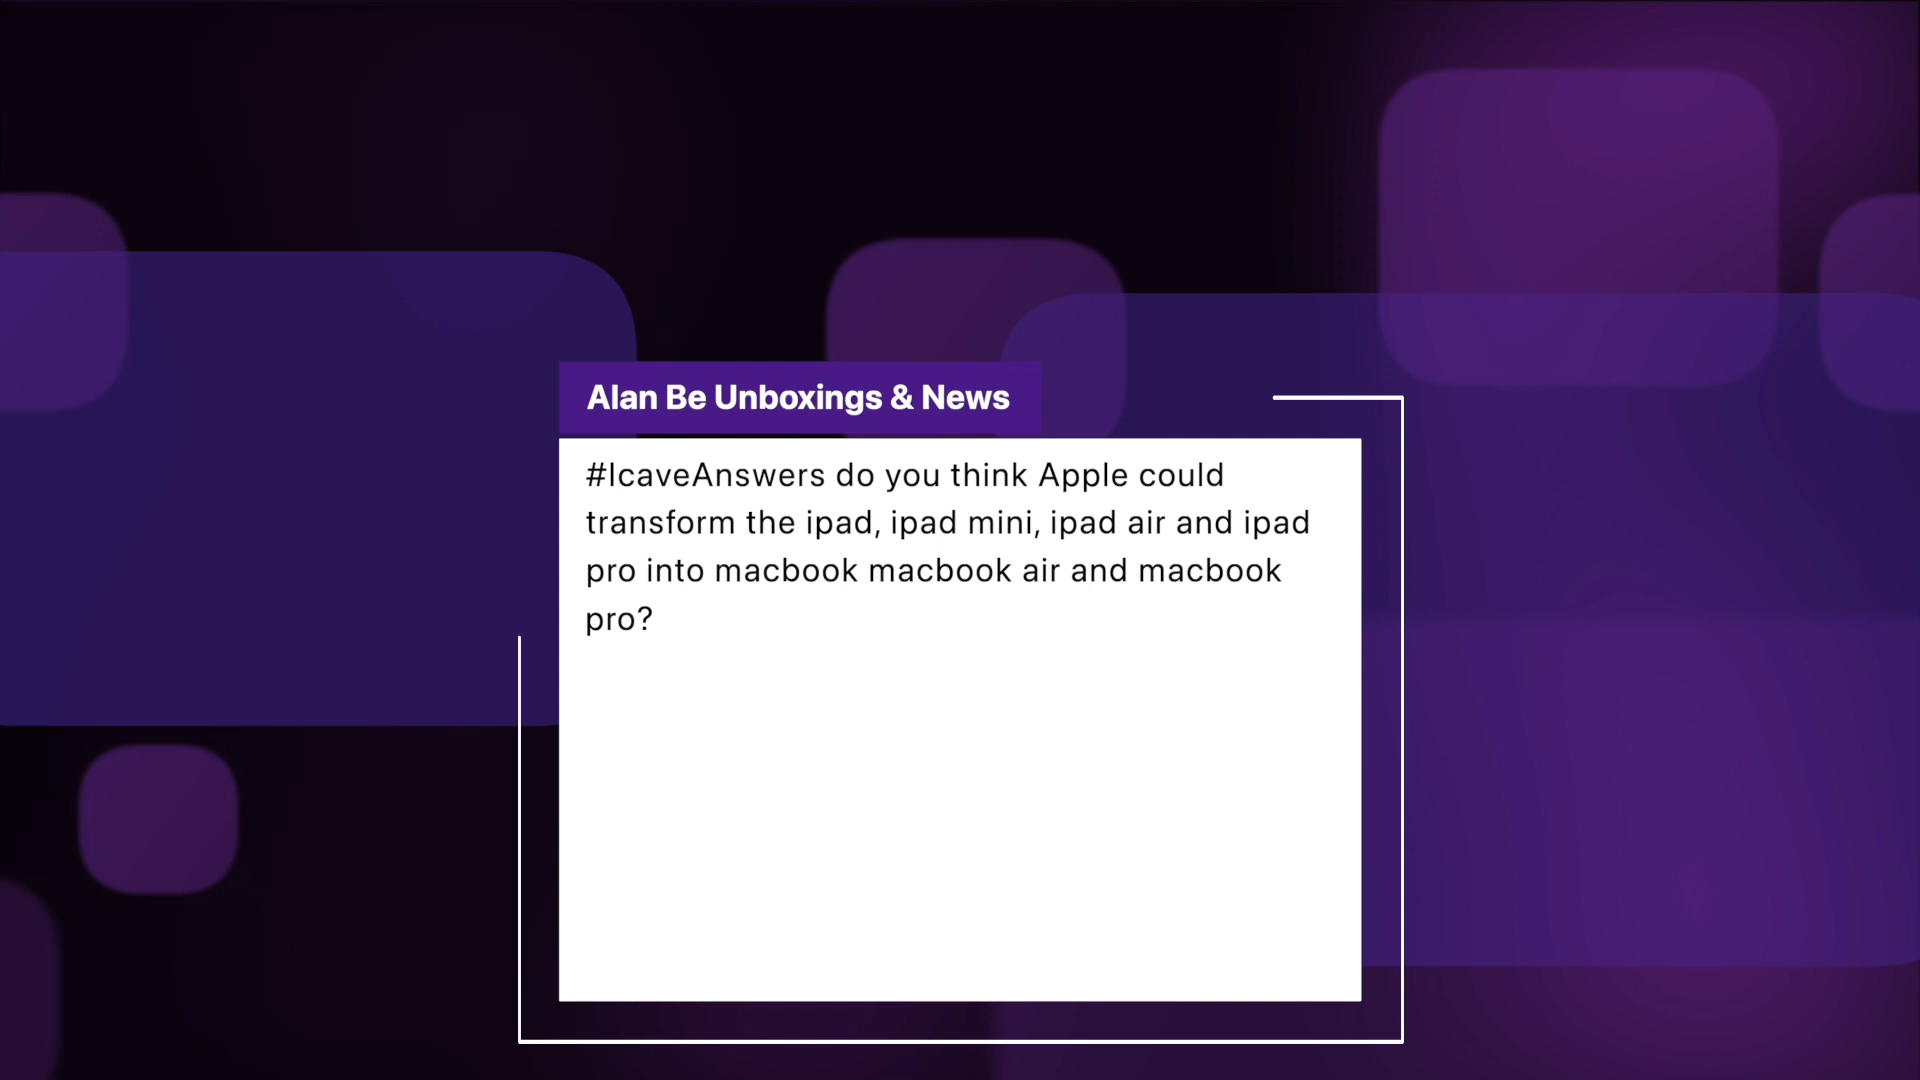 Alan Be Unboxings & News
#IcaveAnswers do you think Apple could
transform the ipad, ipad mini, ipad air and ipad
pro into macbook macbook air and macbook
pro?